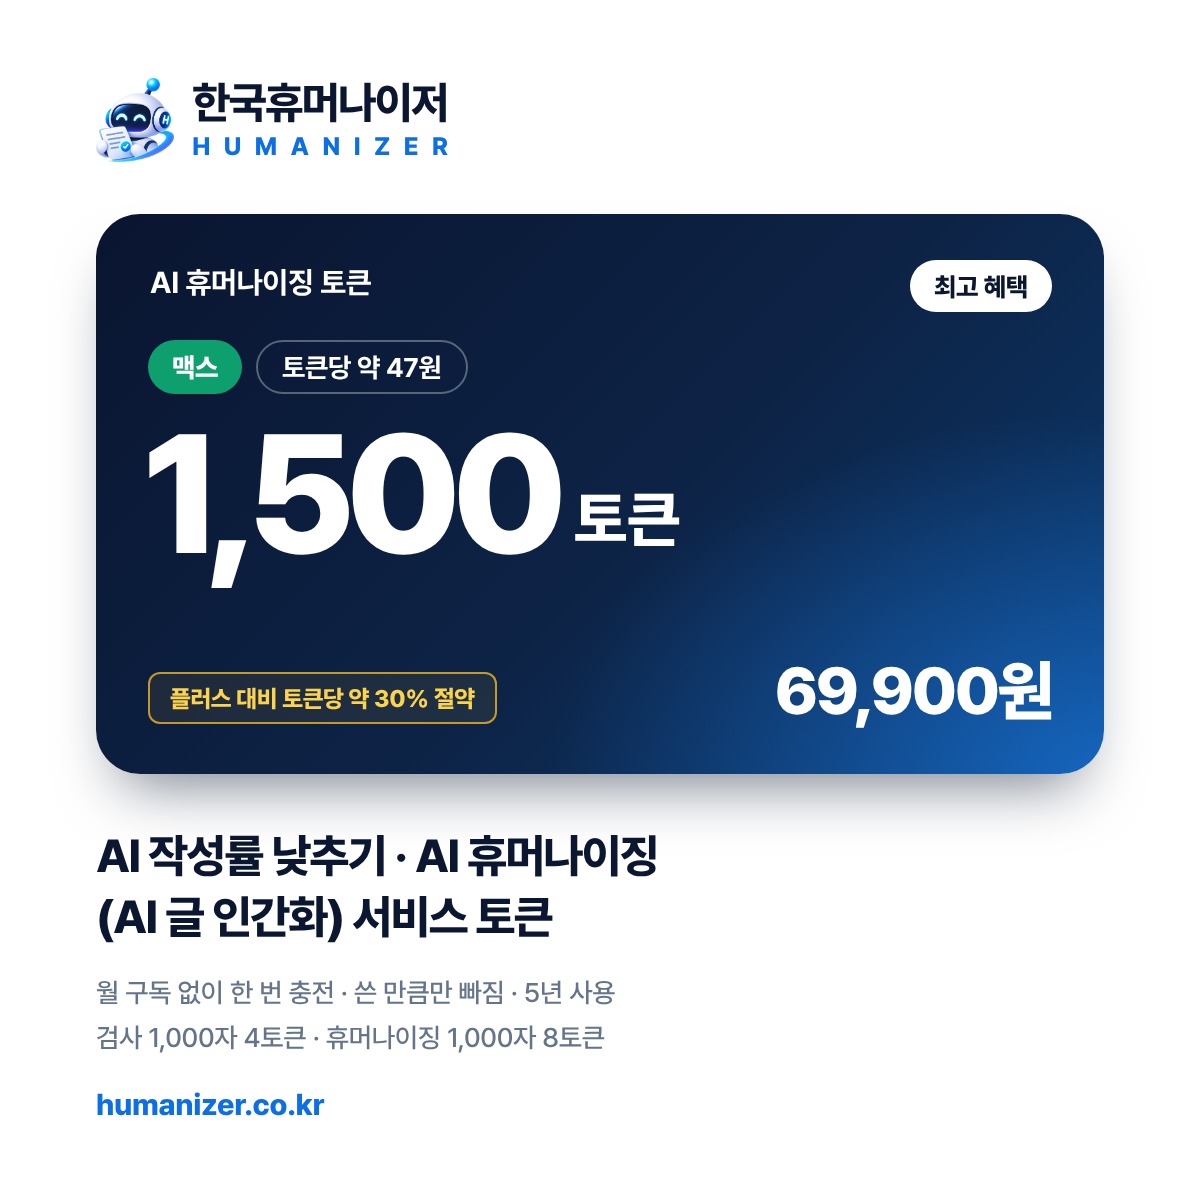 한국휴머나이저
HUMANIZER
AI 휴머나이징 토큰
최고 혜택
맥스
토큰당 약 47원
1,500 토큰
플러스 대비 토큰당 약 30% 절약
69,900원
AI 작성률 낮추기 · AI 휴머나이징
(AI 글 인간화) 서비스 토큰
월 구독 없이 한 번 충전 · 쓴 만큼만 빠짐 · 5년 사용
검사 1,000자 4토큰 · 휴머나이징 1,000자 8토큰
humanizer.co.kr